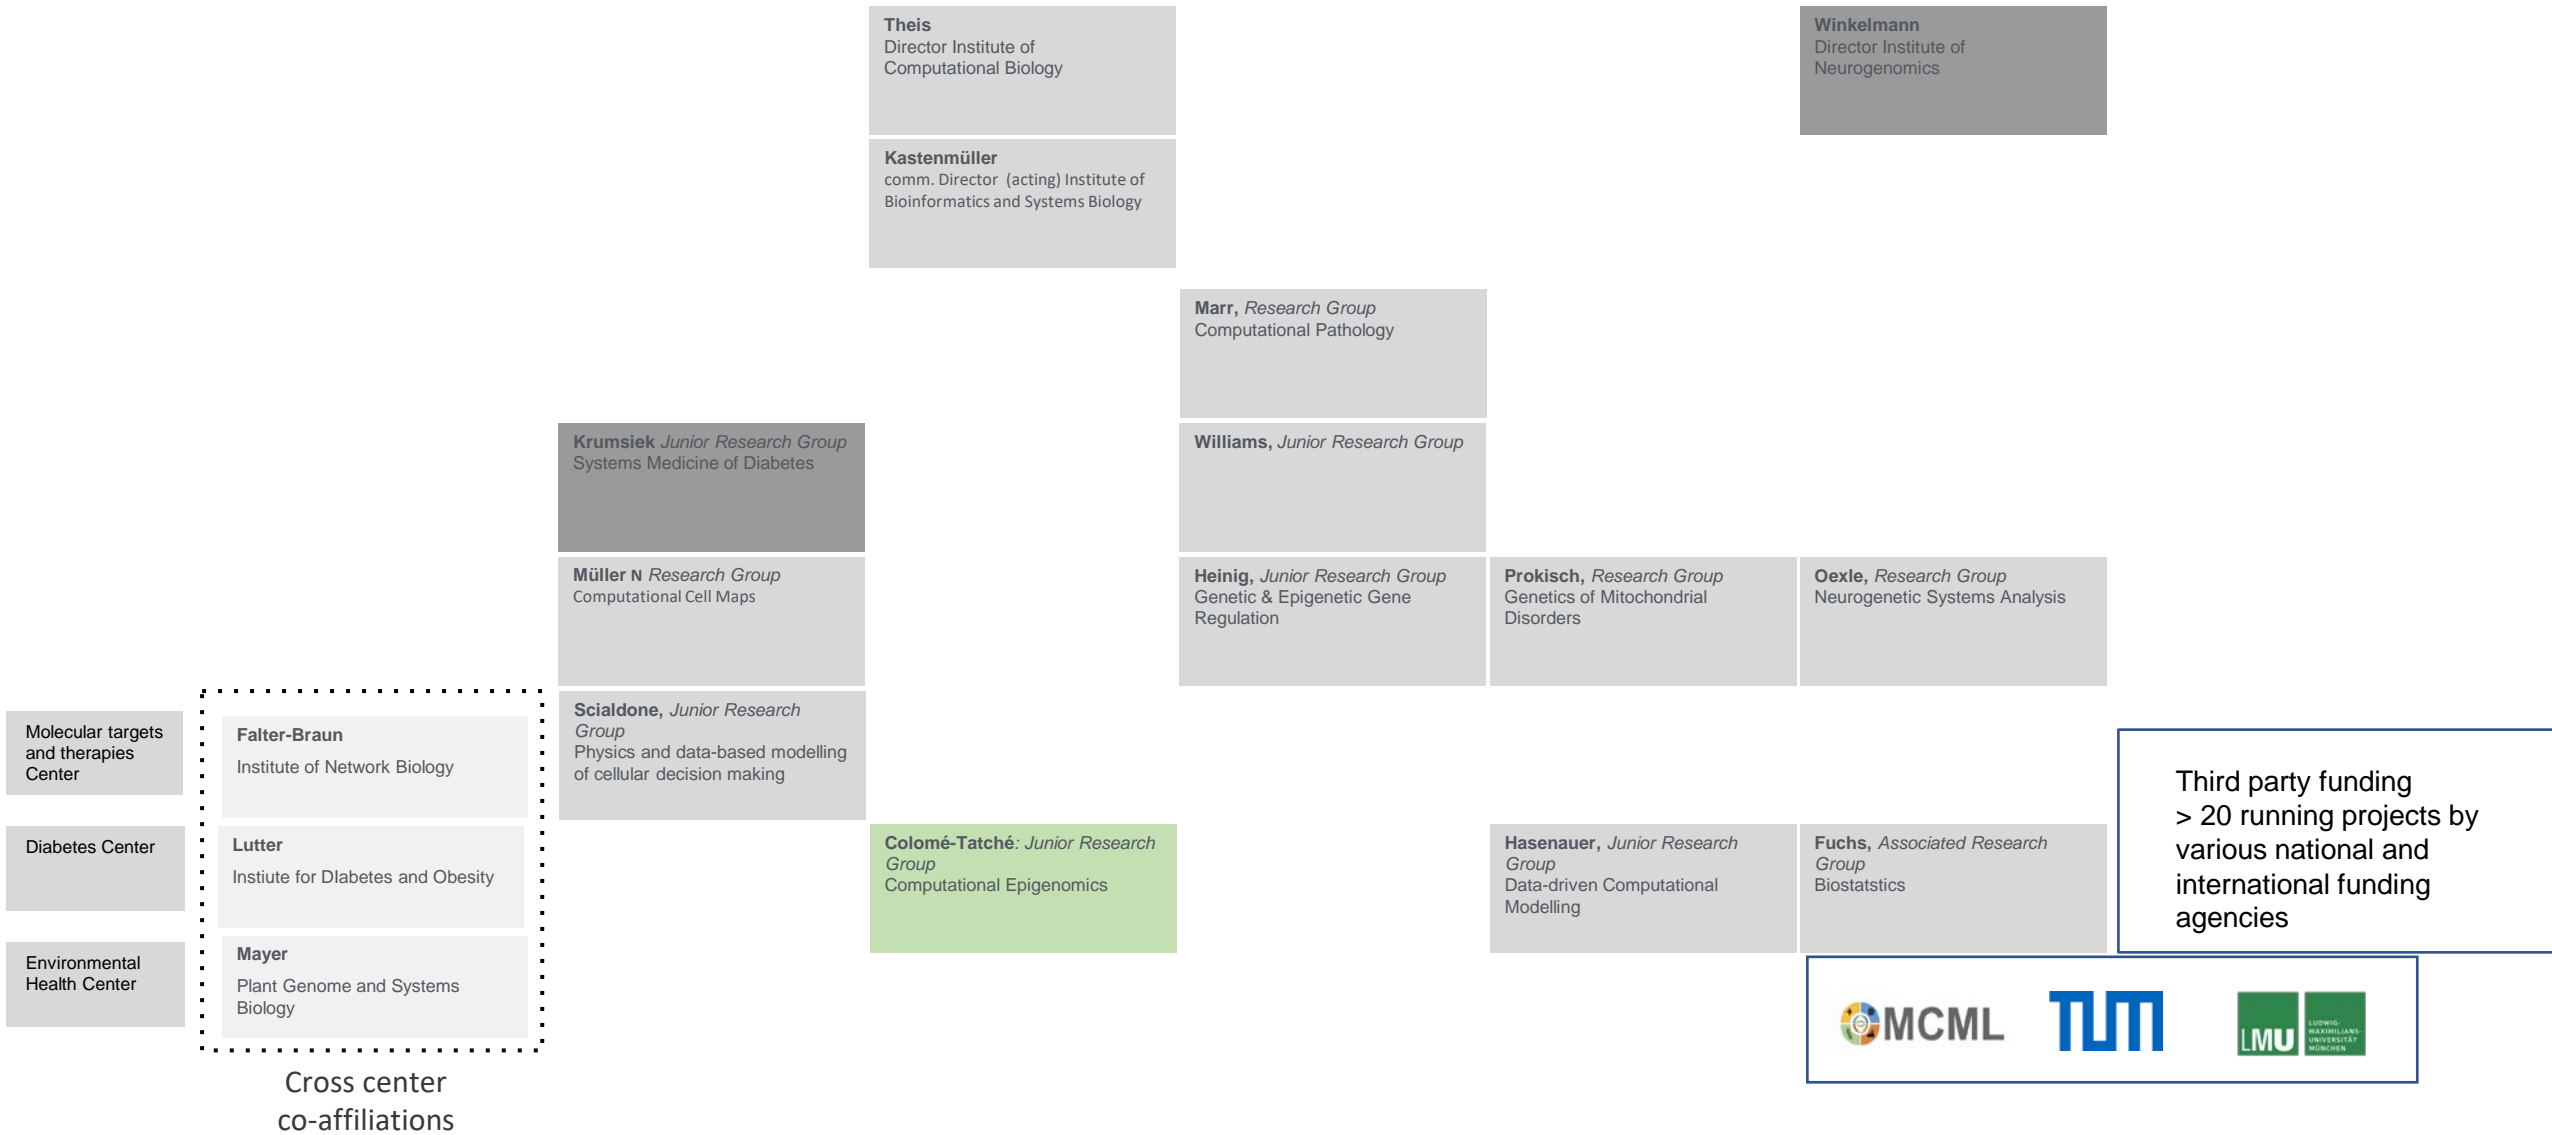 Theis
Director Institute of
Computational Biology
Winkelmann
Director Institute of
Neurogenomics
Kastenmüller
comm. Director  (acting) Institute of
Bioinformatics and Systems Biology
Marr, Research Group
Computational Pathology
Krumsiek Junior Research Group
Systems Medicine of Diabetes
Williams, Junior Research Group
Müller N Research Group
Computational Cell Maps
Heinig, Junior Research Group
Genetic & Epigenetic Gene
Regulation
Prokisch, Research Group
Genetics of Mitochondrial
Disorders
Oexle, Research Group
Neurogenetic Systems Analysis
Molecular targets
and therapies
Center
Falter-Braun
Institute of Network Biology
Scialdone, Junior Research
Group
Physics and data-based modelling
of cellular decision making
Diabetes Center
Lutter
Instiute for DIabetes and Obesity
Colomé-Tatché: Junior Research
Group
Computational Epigenomics
Hasenauer, Junior Research
Group
Data-driven Computational
Modelling
Fuchs, Associated Research
Group
Biostatstics
Third party funding
> 20 running projects by
various national and
international funding
agencies
Environmental
Health Center
Mayer
Plant Genome and Systems
Biology
MCML
TUM
LMU
LUDWIG-
MAXIMILIANS-
UNIVERSITÄT
MÜNCHEN
Cross center
co-affiliations